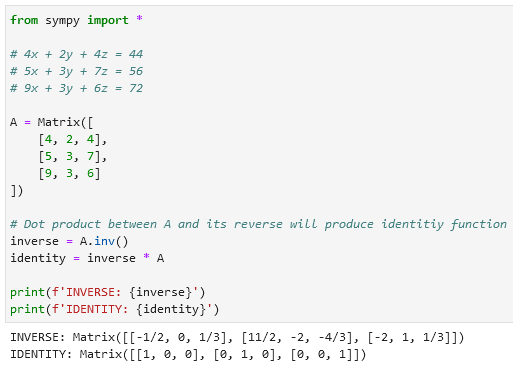 from sympy import *

# 4x + 2y + 4z = 44
# 5x + 3y + 7z = 56
# 9x + 3y + 6z = 72

A = Matrix([
    [4, 2, 4],
    [5, 3, 7],
    [9, 3, 6]
])

# Dot product between A and its reverse will produce identitiy function
inverse = A.inv()
identity = inverse * A

print(f'INVERSE: {inverse}')
print(f'IDENTITY: {identity}')

INVERSE: Matrix([[-1/2, 0, 1/3], [11/2, -2, -4/3], [-2, 1, 1/3]])
IDENTITY: Matrix([[1, 0, 0], [0, 1, 0], [0, 0, 1]])